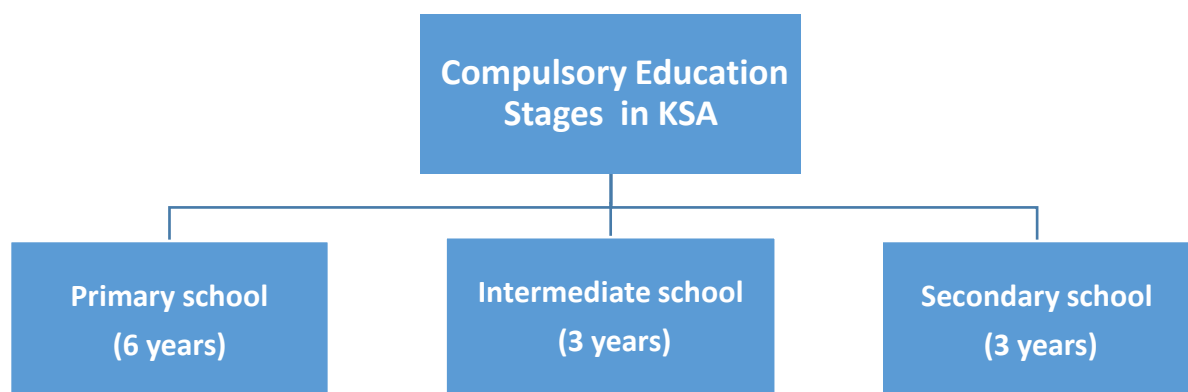 Compulsory Education
Stages in KSA
Primary school
(6 years)
Intermediate school
(3 years)
Secondary school
(3 years)